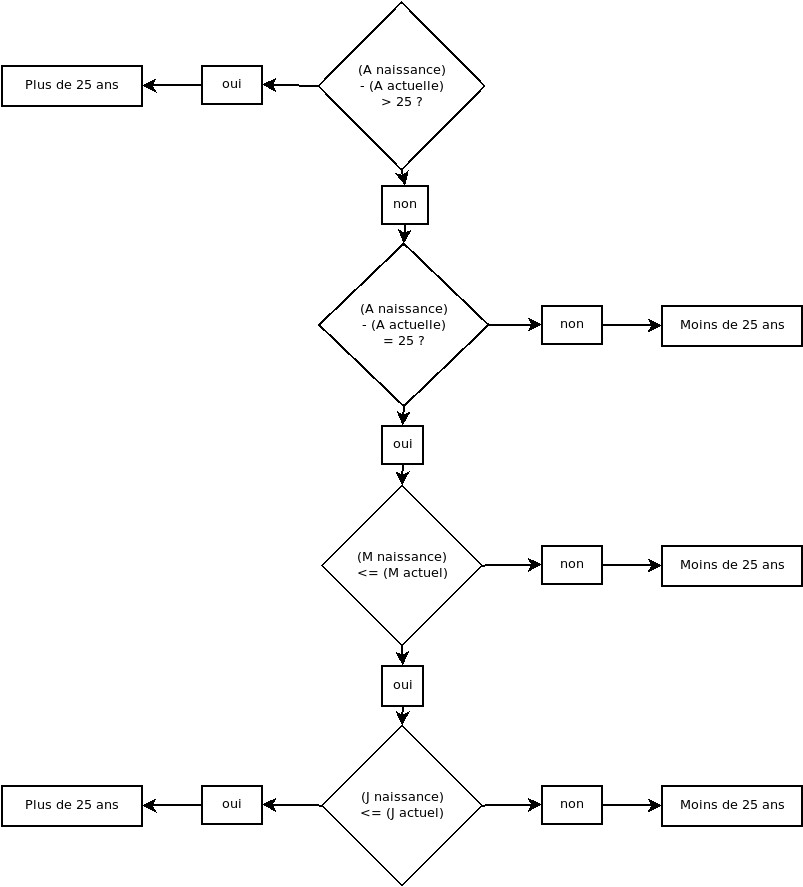 (A naissance)
- (A actuelle)
> 25 ?
oui
Plus de 25 ans
non
(A naissance)
- (A actuelle)
= 25 ?
non
Moins de 25 ans
oui
(M naissance)
<= (M actuel)
non
Moins de 25 ans
oui
(J naissance)
<= (J actuel)
oui
Plus de 25 ans
non
Moins de 25 ans